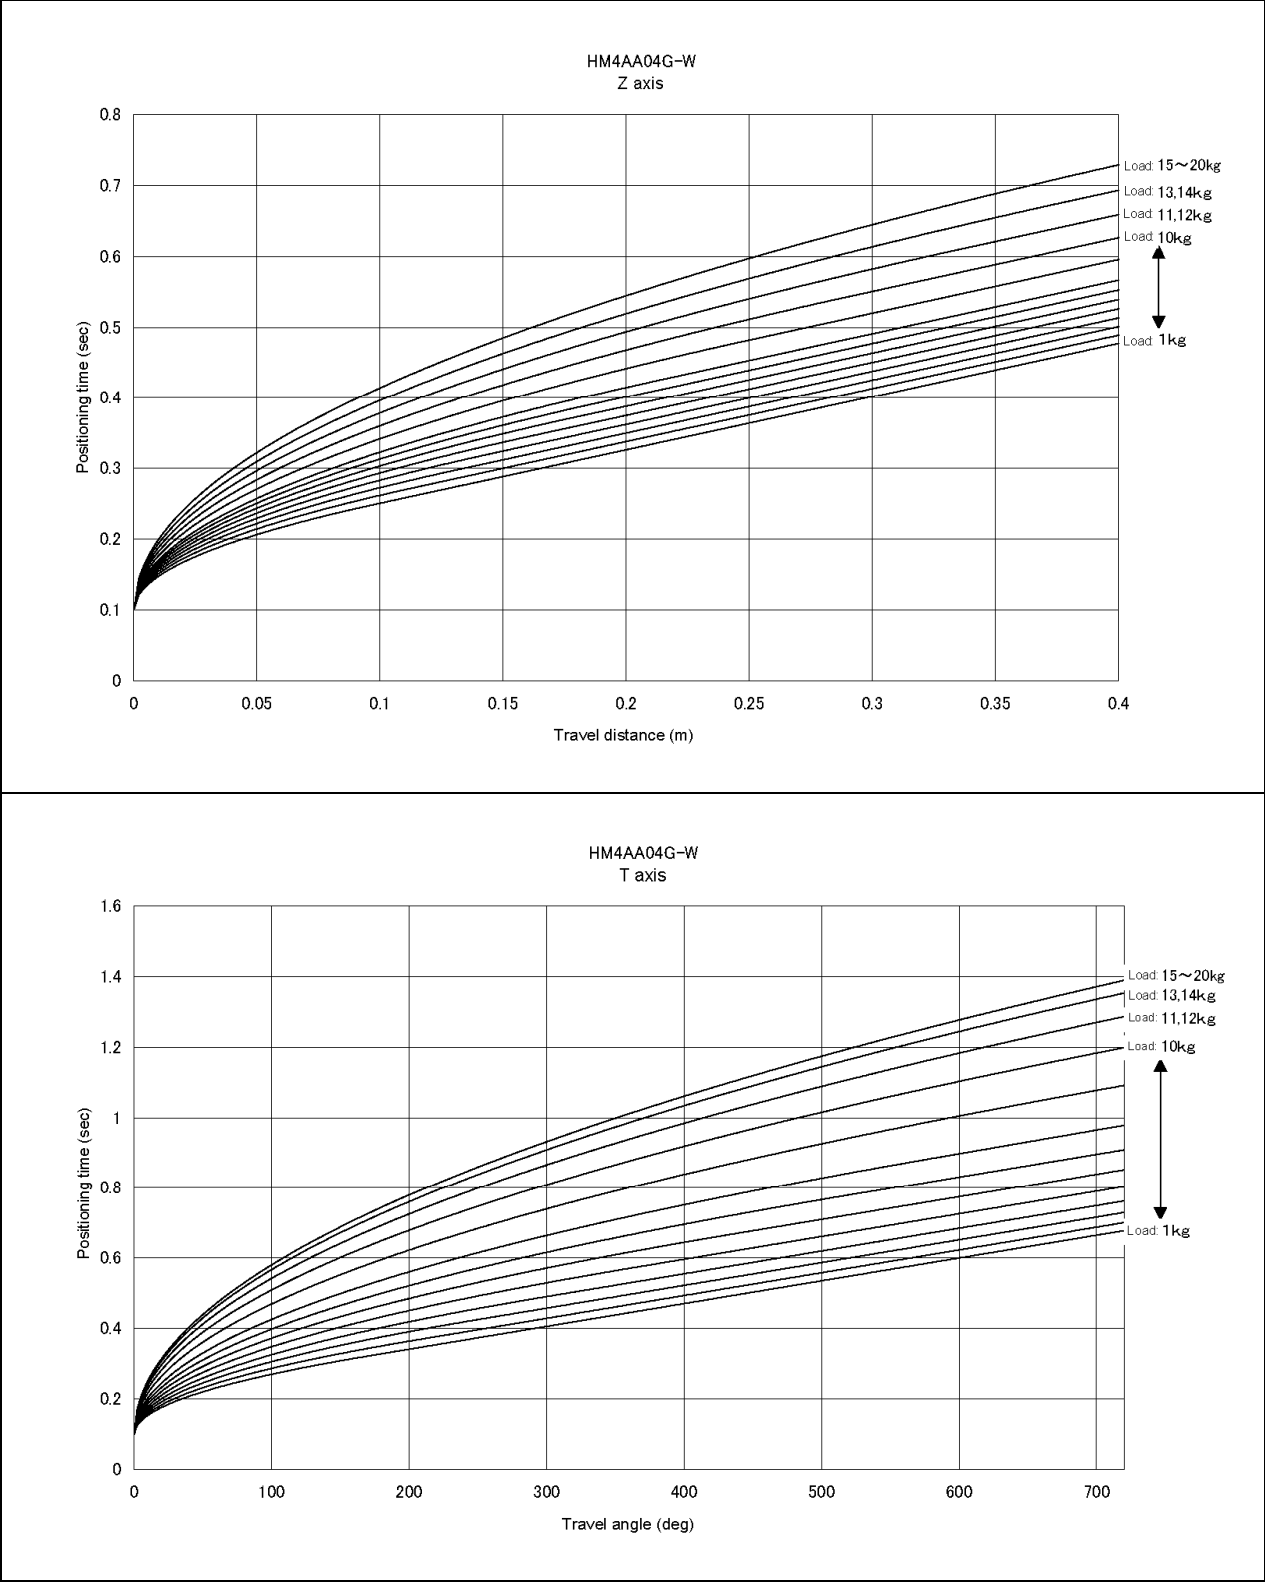 HM4AA04G-W
Z axis
0.8
0.7
0.6
0.5
0.4
0.3
0.2
0.1
0
Positioning time (sec)
Load: 15～20kg
Load: 13,14kg
Load: 11,12kg
Load: 10kg
Load: 1kg
0 0.05 0.1 0.15 0.2 0.25 0.3 0.35 0.4
Travel distance (m)
HM4AA04G-W
T axis
1.6
1.4
1.2
1
0.8
0.6
0.4
0.2
0
Positioning time (sec)
Load: 15～20kg
Load: 13,14kg
Load: 11,12kg
Load: 10kg
Load: 1kg
0 100 200 300 400 500 600 700
Travel angle (deg)